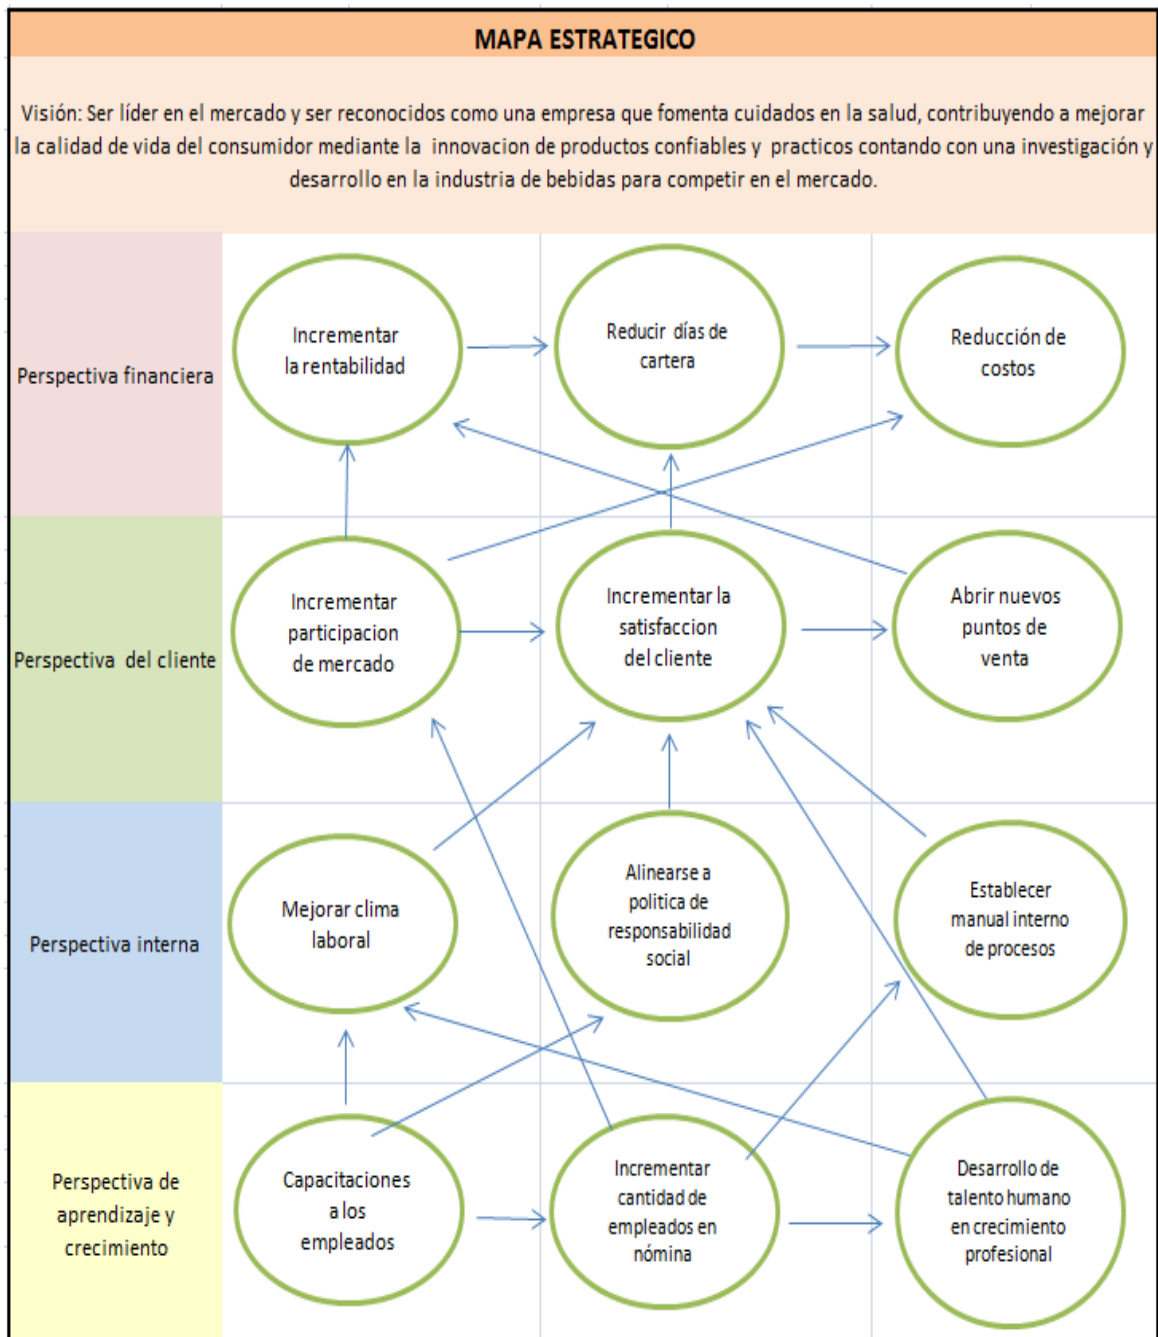 MAPA ESTRATEGICO
Visión: Ser líder en el mercado y ser reconocidos como una empresa que fomenta cuidados en la salud, contribuyendo a mejorar
la calidad de vida del consumidor mediante la innovacion de productos confiables y practicos contando con una investigación y
desarrollo en la industria de bebidas para competir en el mercado.
Perspectiva financiera
Incrementar
la rentabilidad
Reducir días de
cartera
Reducción de
costos
Perspectiva del cliente
Incrementar
participacion
de mercado
Incrementar la
satisfaccion
del cliente
Abrir nuevos
puntos de
venta
Perspectiva interna
Mejorar clima
laboral
Alinearse a
politica de
responsabilidad
social
Establecer
manual interno
de procesos
Perspectiva de
aprendizaje y
crecimiento
Capacitaciones
a los
empleados
Incrementar
cantidad de
empleados en
nómina
Desarrollo de
talento humano
en crecimiento
profesional